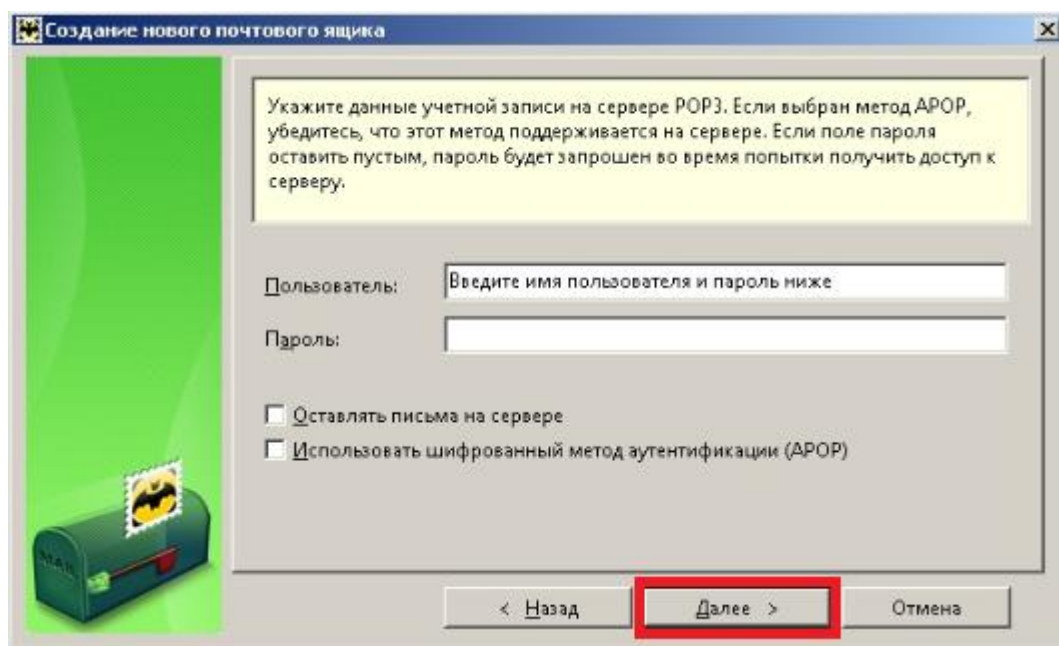 Создание нового почтового ящика
Укажите данные учетной записи на сервере POP3. Если выбран метод APOP,
убедитесь, что этот метод поддерживается на сервере. Если поле пароля
оставить пустым, пароль будет запрошен во время попытки получить доступ к
серверу.
Пользователь:
Введите имя пользователя и пароль ниже
Пароль:
Оставлять письма на сервере
Использовать шифрованный метод аутентификации (APOP)
MAIL
< Назад
Далее >
Отмена